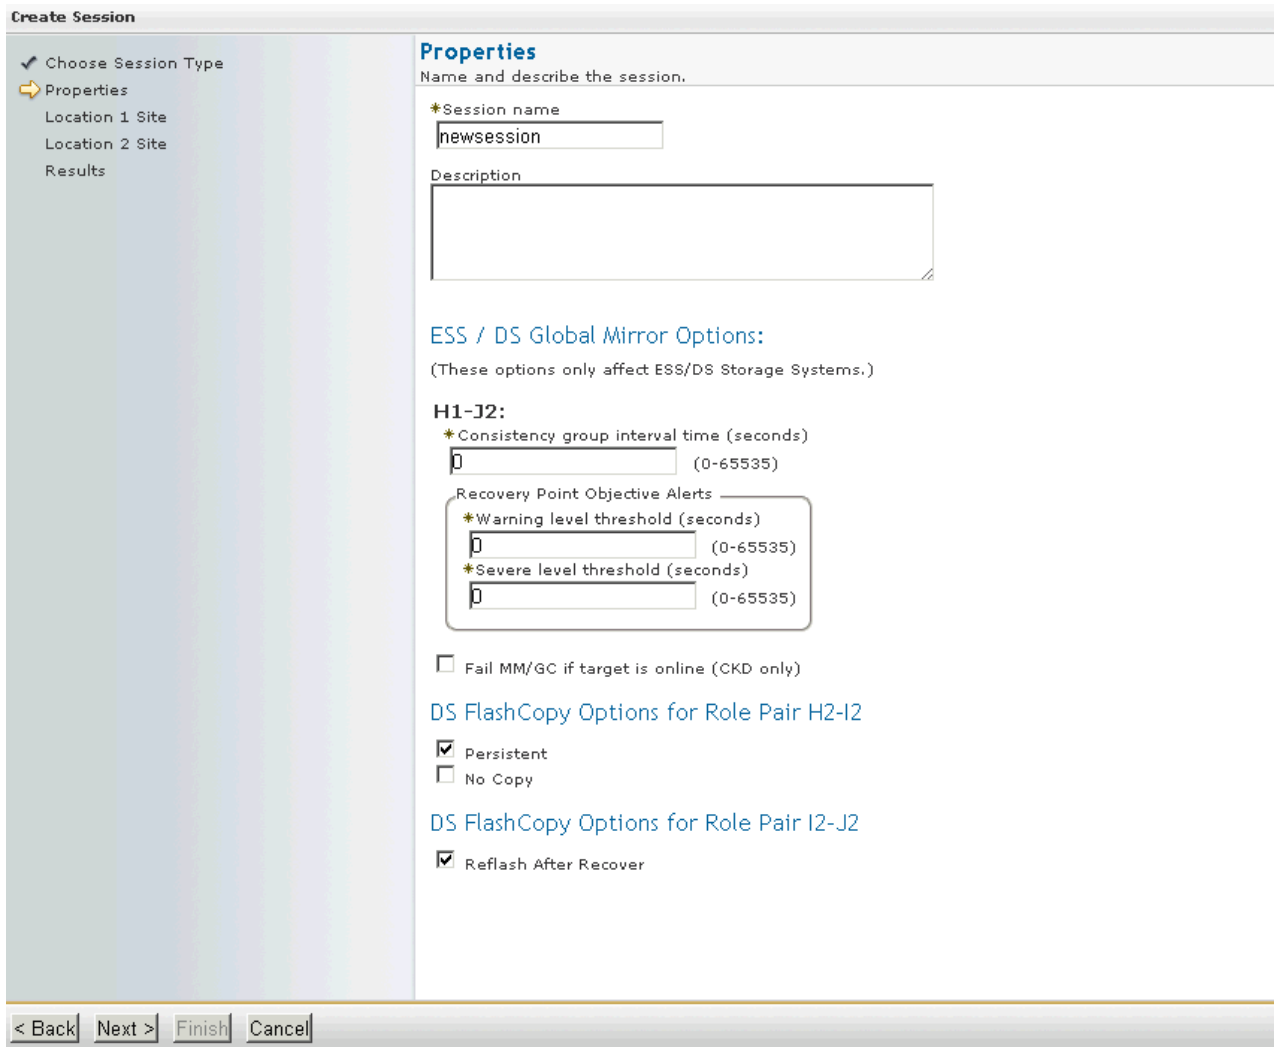 Create Session
Choose Session Type
Properties
Location 1 Site
Location 2 Site
Results
Properties
Name and describe the session.
*Session name
newsession
Description
ESS / DS Global Mirror Options:
(These options only affect ESS/DS Storage Systems.)
H1-J2:
*Consistency group interval time (seconds)
0 (0-65535)
Recovery Point Objective Alerts
*Warning level threshold (seconds)
0 (0-65535)
*Severe level threshold (seconds)
0 (0-65535)
Fail MM/GC if target is online (CKD only)
DS FlashCopy Options for Role Pair H2-I2
Persistent
No Copy
DS FlashCopy Options for Role Pair I2-J2
Reflash After Recover
< Back Next > Finish Cancel